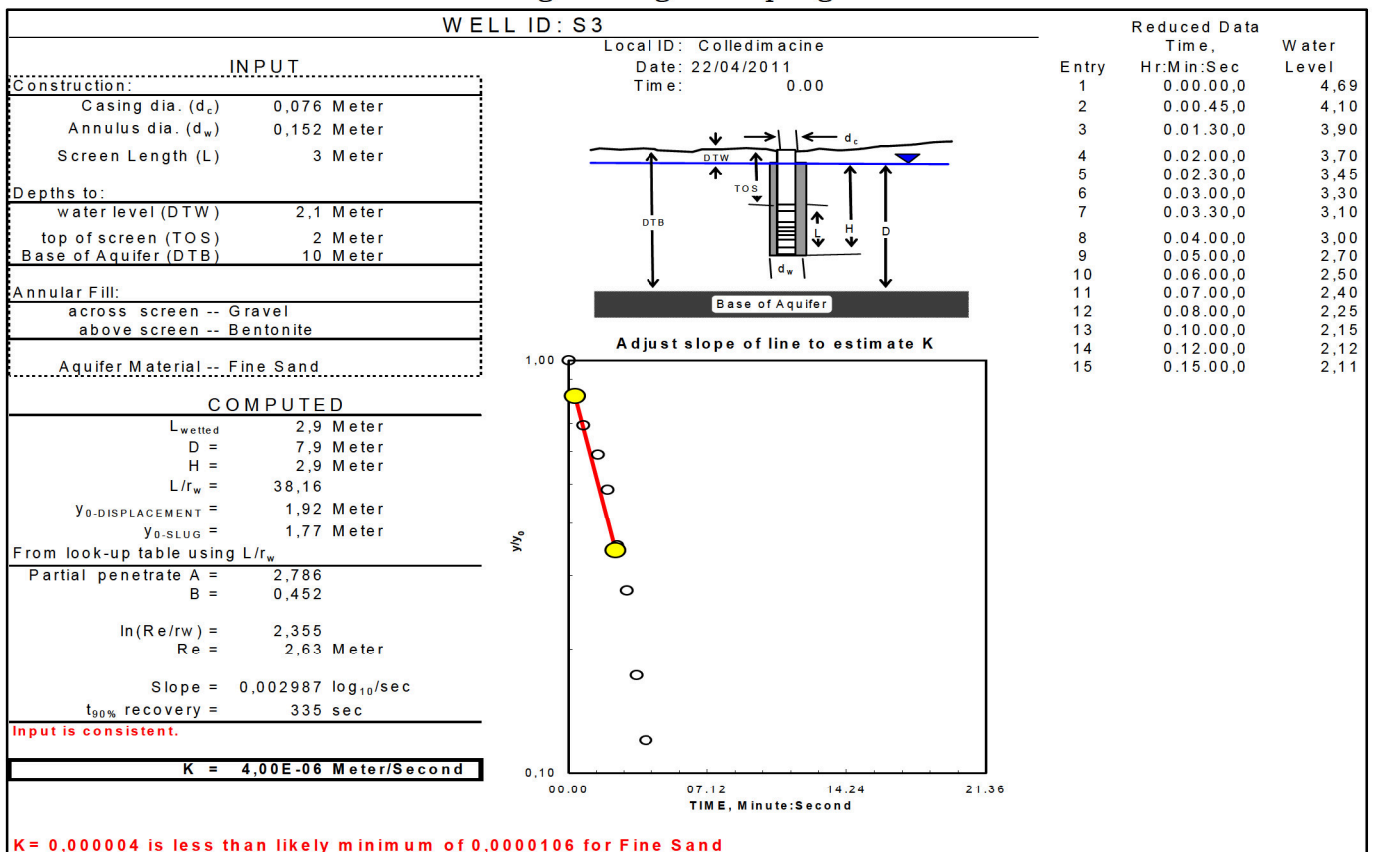 WELL ID: S3
Local ID: Colledimacine
Date: 22/04/2011
Time: 0.00
INPUT
Construction:
Casing dia. (dc) 0,076 Meter
Annulus dia. (dw) 0,152 Meter
Screen Length (L) 3 Meter
Depths to:
water level (DTW) 2,1 Meter
top of screen (TOS) 2 Meter
Base of Aquifer (DTB) 10 Meter
Annular Fill:
across screen -- Gravel
above screen -- Bentonite
Aquifer Material -- Fine Sand
COMPUTED
Lwetted 2,9 Meter
D = 7,9 Meter
H = 2,9 Meter
L/rw = 38,16
y0-DISPLACEMENT = 1,92 Meter
y0-SLUG = 1,77 Meter
From look-up table using L/rw
Partial penetrate A = 2,786
B = 0,452
ln(Re/rw) = 2,355
Re = 2,63 Meter
Slope = 0,002987 log10/sec
t90% recovery = 335 sec
Input is consistent.
K = 4,00E-06 Meter/Second
K= 0,000004 is less than likely minimum of 0,0000106 for Fine Sand
dc
DTW
TOS
DTB
L
H
D
dw
Base of Aquifer
Adjust slope of line to estimate K
1,00
y/y0
0,10
00.00 07.12 14.24 21.36
TIME, Minute:Second
Reduced Data
Time, Water
Entry Hr:Min:Sec Level
1 0.00.00,0 4,69
2 0.00.45,0 4,10
3 0.01.30,0 3,90
4 0.02.00,0 3,70
5 0.02.30,0 3,45
6 0.03.00,0 3,30
7 0.03.30,0 3,10
8 0.04.00,0 3,00
9 0.05.00,0 2,70
10 0.06.00,0 2,50
11 0.07.00,0 2,40
12 0.08.00,0 2,25
13 0.10.00,0 2,15
14 0.12.00,0 2,12
15 0.15.00,0 2,11